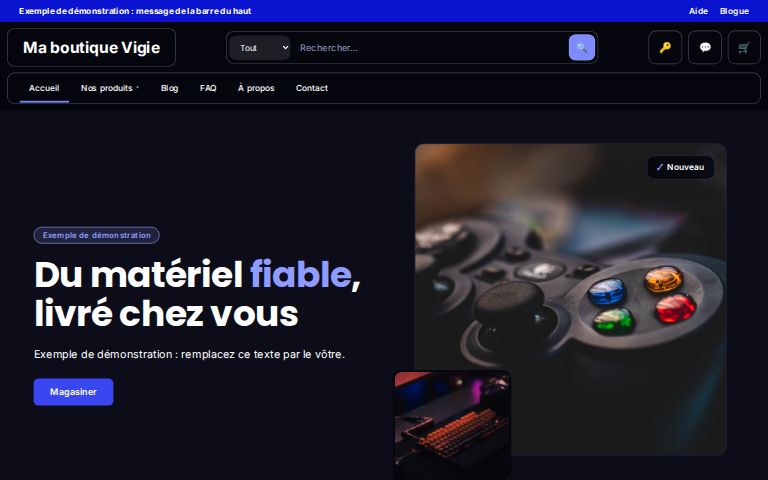 Exemple de démonstration : message de la barre du haut
Aide
Blogue
Ma boutique Vigie
Tout
Rechercher...
Accueil
Nos produits
Blog
FAQ
À propos
Contact
Nouveau
Exemple de démonstration
Du matériel fiable,
livré chez vous
Exemple de démonstration : remplacez ce texte par le vôtre.
Magasiner